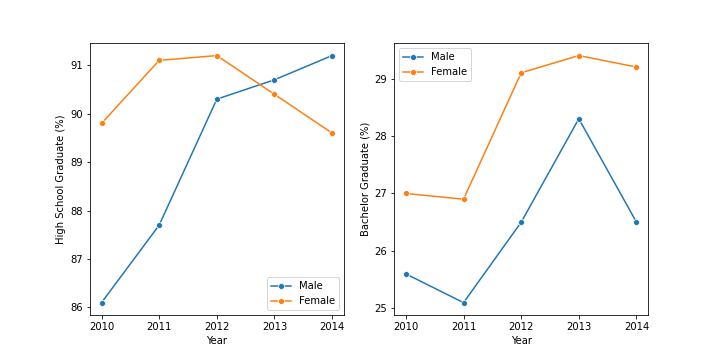 High School Graduate (%)
91
90
89
88
87
86
2010 2011 2012 2013 2014
Year
Male
Female
Bachelor Graduate (%)
29
28
27
26
25
2010 2011 2012 2013 2014
Year
Male
Female